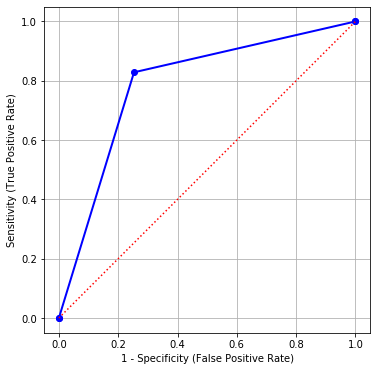 1.0
0.8
0.6
0.4
0.2
0.0
Sensitivity (True Positive Rate)
0.0 0.2 0.4 0.6 0.8 1.0
1 - Specificity (False Positive Rate)